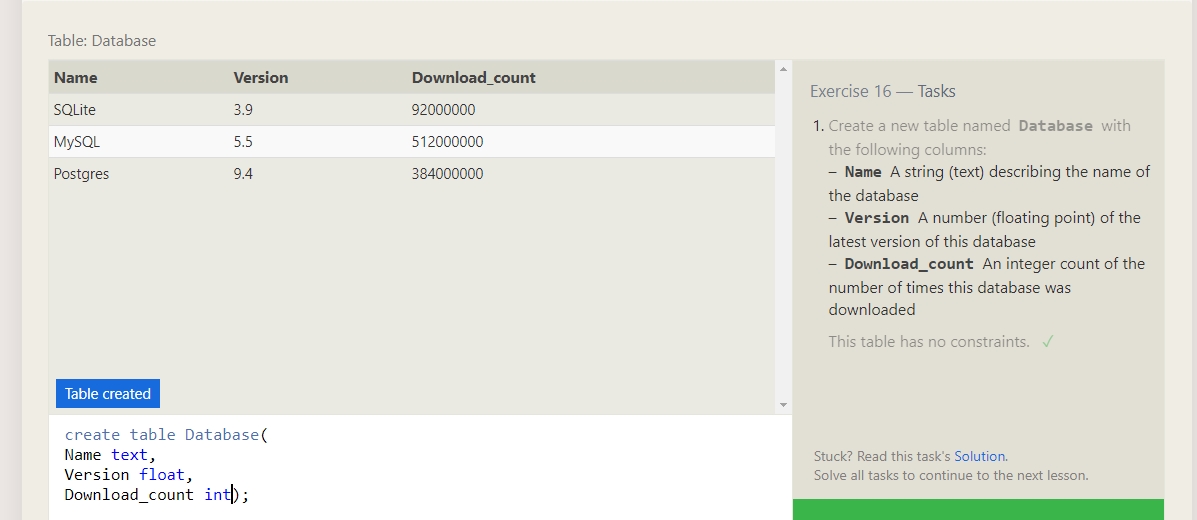 Table: Database
Name Version Download_count
SQLite 3.9 92000000
MySQL 5.5 512000000
Postgres 9.4 384000000
Table created
create table Database(
Name text,
Version float,
Download_count int);
Exercise 16 — Tasks
1. Create a new table named Database with
the following columns:
– Name A string (text) describing the name of
the database
– Version A number (floating point) of the
latest version of this database
– Download_count An integer count of the
number of times this database was
downloaded
This table has no constraints. ✓
Stuck? Read this task's Solution.
Solve all tasks to continue to the next lesson.